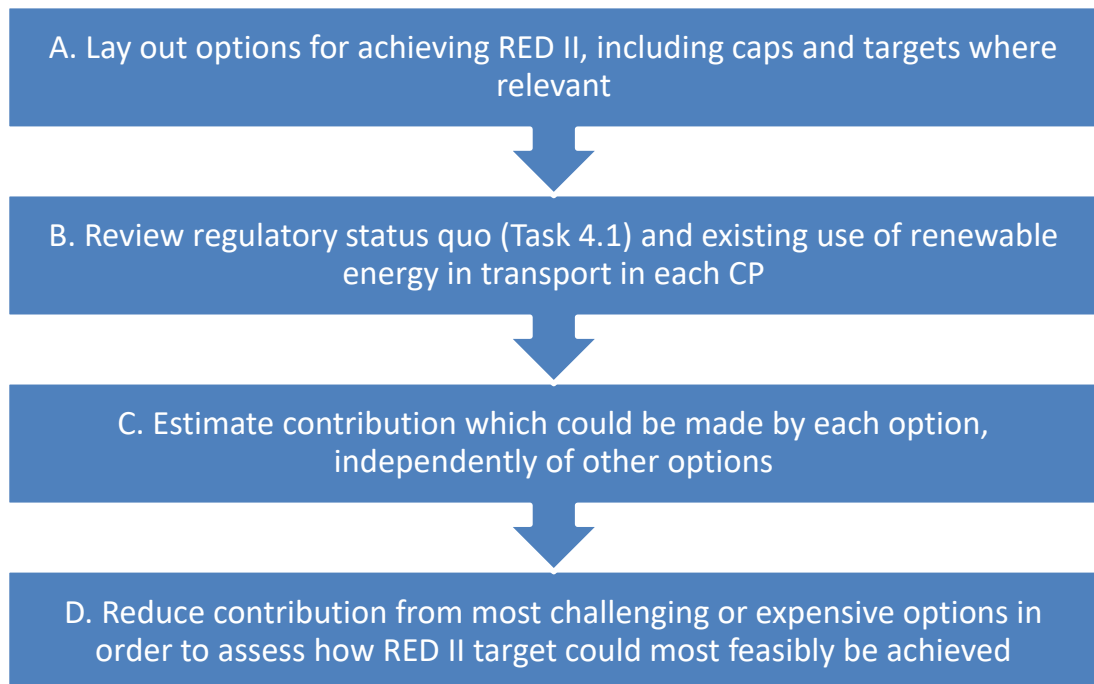 A. Lay out options for achieving RED II, including caps and targets where
relevant
B. Review regulatory status quo (Task 4.1) and existing use of renewable
energy in transport in each CP
C. Estimate contribution which could be made by each option,
independently of other options
D. Reduce contribution from most challenging or expensive options in
order to assess how RED II target could most feasibly be achieved